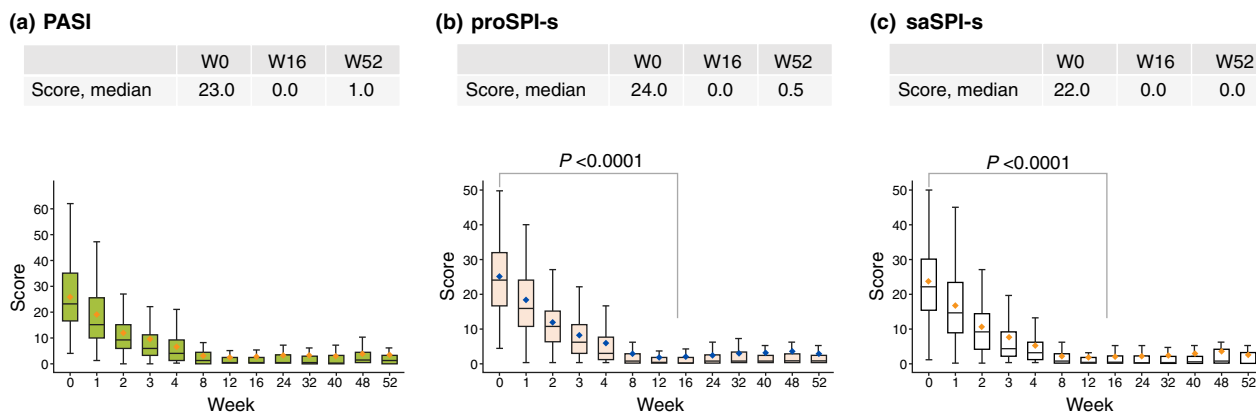 (a) PASI
W0 W16 W52
Score, median 23.0 0.0 1.0
Score
60
50
40
30
20
10
0
0 1 2 3 4 8 12 16 24 32 40 48 52
Week
(b) proSPI-s
W0 W16 W52
Score, median 24.0 0.0 0.5
P <0.0001
Score
50
40
30
20
10
0
0 1 2 3 4 8 12 16 24 32 40 48 52
Week
(c) saSPI-s
W0 W16 W52
Score, median 22.0 0.0 0.0
P <0.0001
Score
50
40
30
20
10
0
0 1 2 3 4 8 12 16 24 32 40 48 52
Week